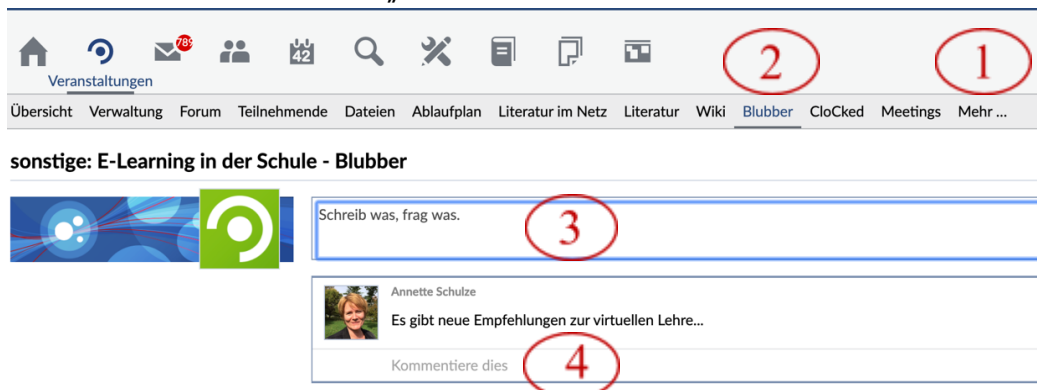 „
789
42
2
1
Veranstaltungen
Übersicht Verwaltung Forum Teilnehmende Dateien Ablaufplan Literatur im Netz Literatur Wiki Blubber CloCked Meetings Mehr ...
sonstige: E-Learning in der Schule - Blubber
Schreib was, frag was.
3
Annette Schulze
Es gibt neue Empfehlungen zur virtuellen Lehre...
Kommentiere dies
4